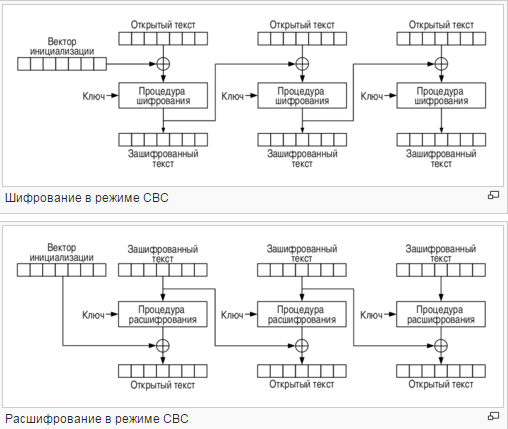 Открытый текст
Открытый текст
Открытый текст
Вектор
инициализации
Ключ
Процедура
шифрования
Ключ
Процедура
шифрования
Ключ
Процедура
шифрования
Зашифрованный
текст
Зашифрованный
текст
Зашифрованный
текст
Шифрование в режиме CBC
Вектор
инициализации
Зашифрованный
текст
Зашифрованный
текст
Зашифрованный
текст
Ключ
Процедура
расшифрования
Ключ
Процедура
расшифрования
Ключ
Процедура
расшифрования
Открытый текст
Открытый текст
Открытый текст
Расшифрование в режиме CBC